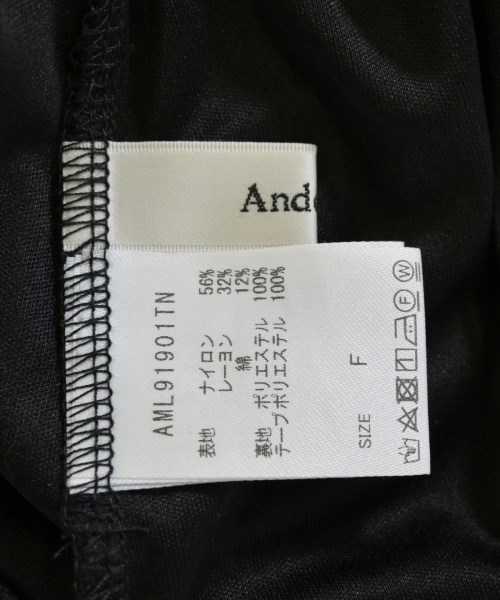 And
AML91901TN
表地 ナイロン 56%
レーヨン 32%
綿 12%
裏地 ポリエステル 100%
テープポリエステル 100%
SIZE F